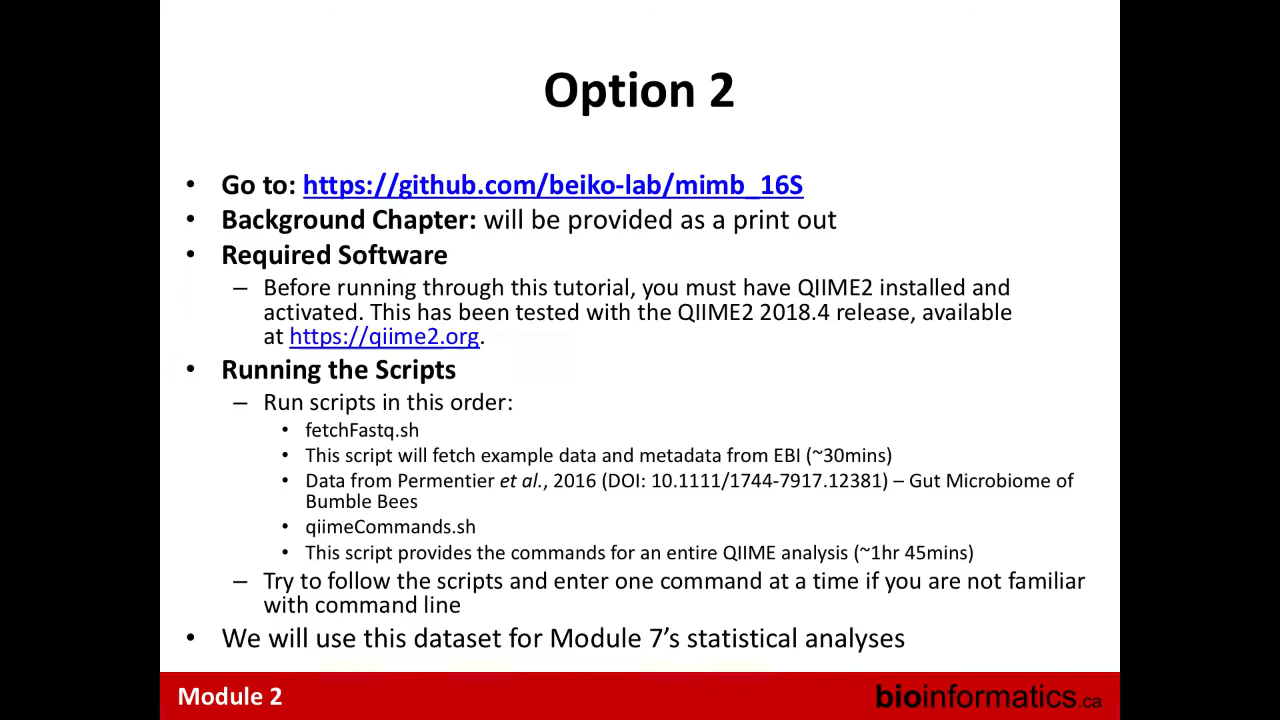 Option 2
• Go to: https://github.com/beiko-lab/mimb_16S
• Background Chapter: will be provided as a print out
• Required Software
– Before running through this tutorial, you must have QIIME2 installed and
activated. This has been tested with the QIIME2 2018.4 release, available
at https://qiime2.org.
• Running the Scripts
– Run scripts in this order:
• fetchFastq.sh
• This script will fetch example data and metadata from EBI (~30mins)
• Data from Permentier et al., 2016 (DOI: 10.1111/1744-7917.12381) – Gut Microbiome of
Bumble Bees
• qiimeCommands.sh
• This script provides the commands for an entire QIIME analysis (~1hr 45mins)
– Try to follow the scripts and enter one command at a time if you are not familiar
with command line
• We will use this dataset for Module 7’s statistical analyses
Module 2
bioinformatics.ca